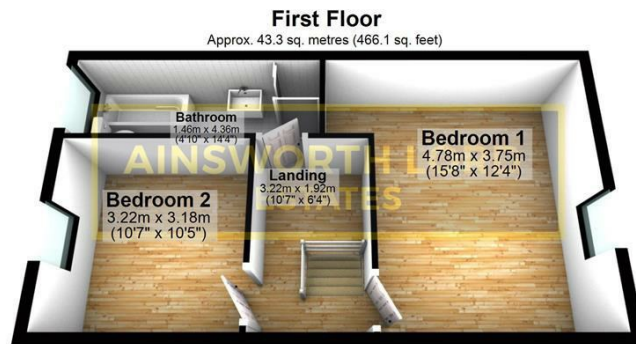 First Floor
Approx. 43.3 sq. metres (466.1 sq. feet)
Bathroom
1.46m x 4.36m
(4'10" x 14'4")
Bedroom 1
4.78m x 3.75m
(15'8" x 12'4")
Landing
3.22m x 1.92m
(10'7" x 6'4")
Bedroom 2
3.22m x 3.18m
(10'7" x 10'5")
AINSWORTH L
ESTATES